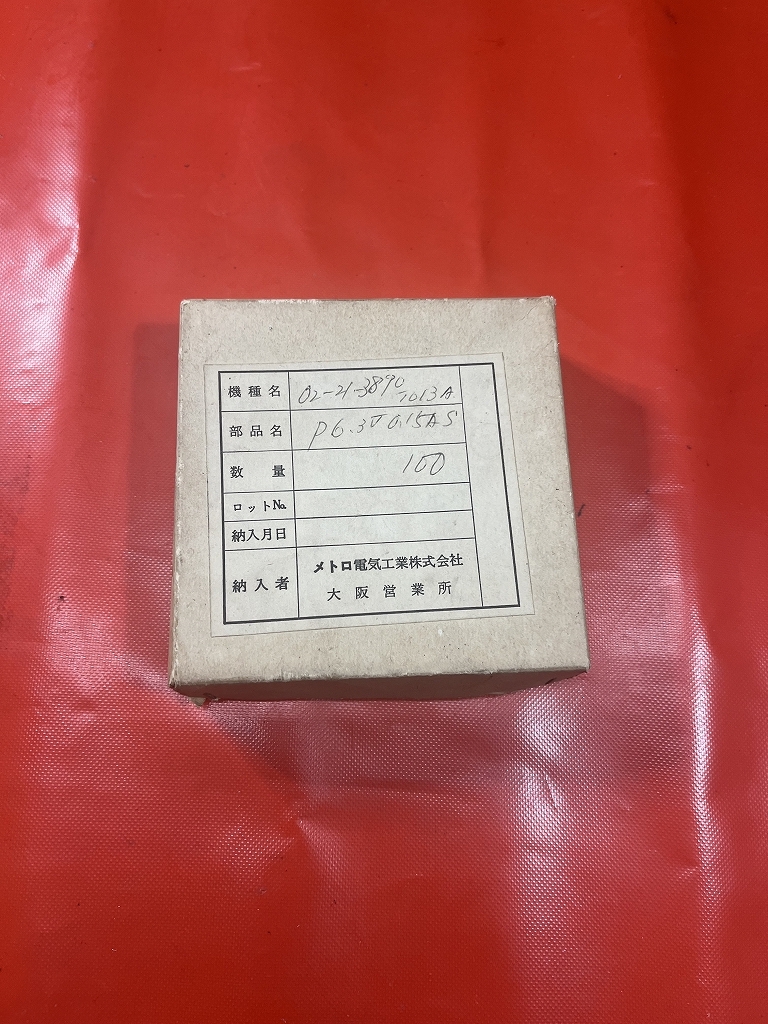 機種名 02-21-3890 1013A
部品名 P6.3V 0.15AS
数量 100
ロットNo.
納入月日
納入者 メトロ電気工業株式会社
大阪営業所